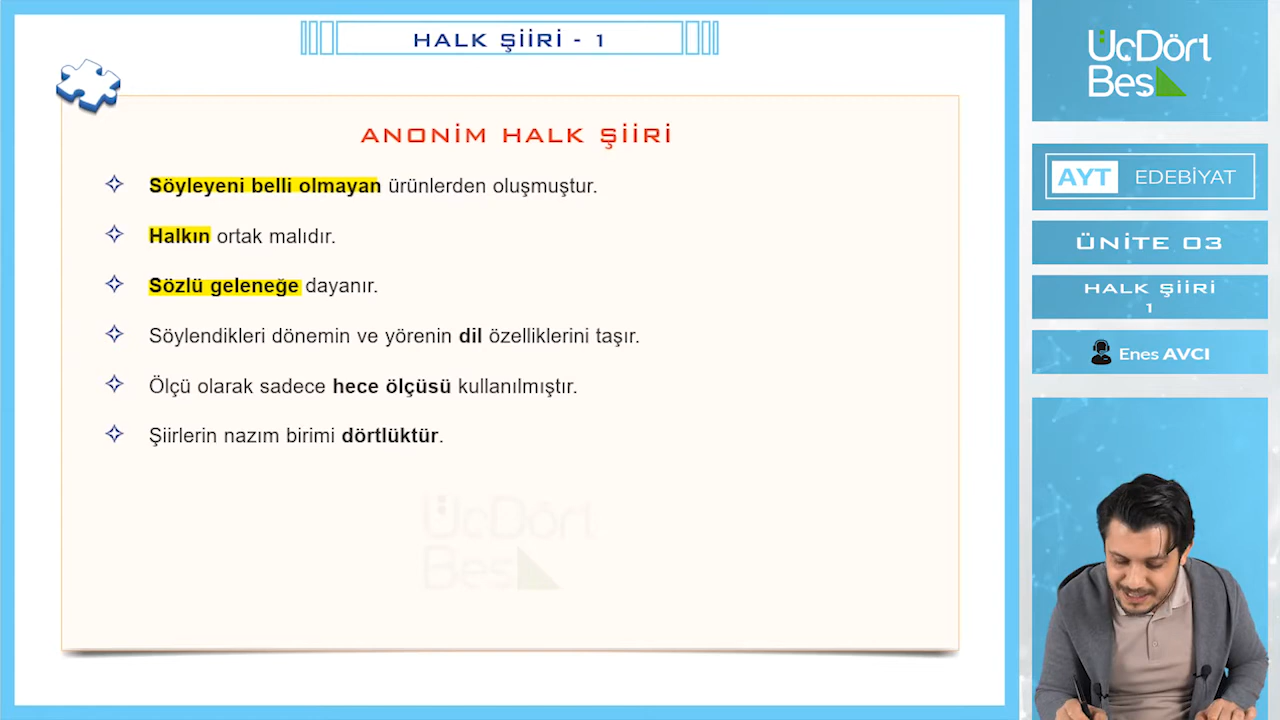 HALK ŞİİRİ - 1
ANONİM HALK ŞİİRİ
Söyleyeni belli olmayan ürünlerden oluşmuştur.
Halkın ortak malıdır.
Sözlü geleneğe dayanır.
Söylendikleri dönemin ve yörenin dil özelliklerini taşır.
Ölçü olarak sadece hece ölçüsü kullanılmıştır.
Şiirlerin nazım birimi dörtlüktür.
ÜçDört
Beş
ÜçDört
Beş
AYT EDEBİYAT
ÜNİTE 03
HALK ŞİİRİ
1
Enes AVCI